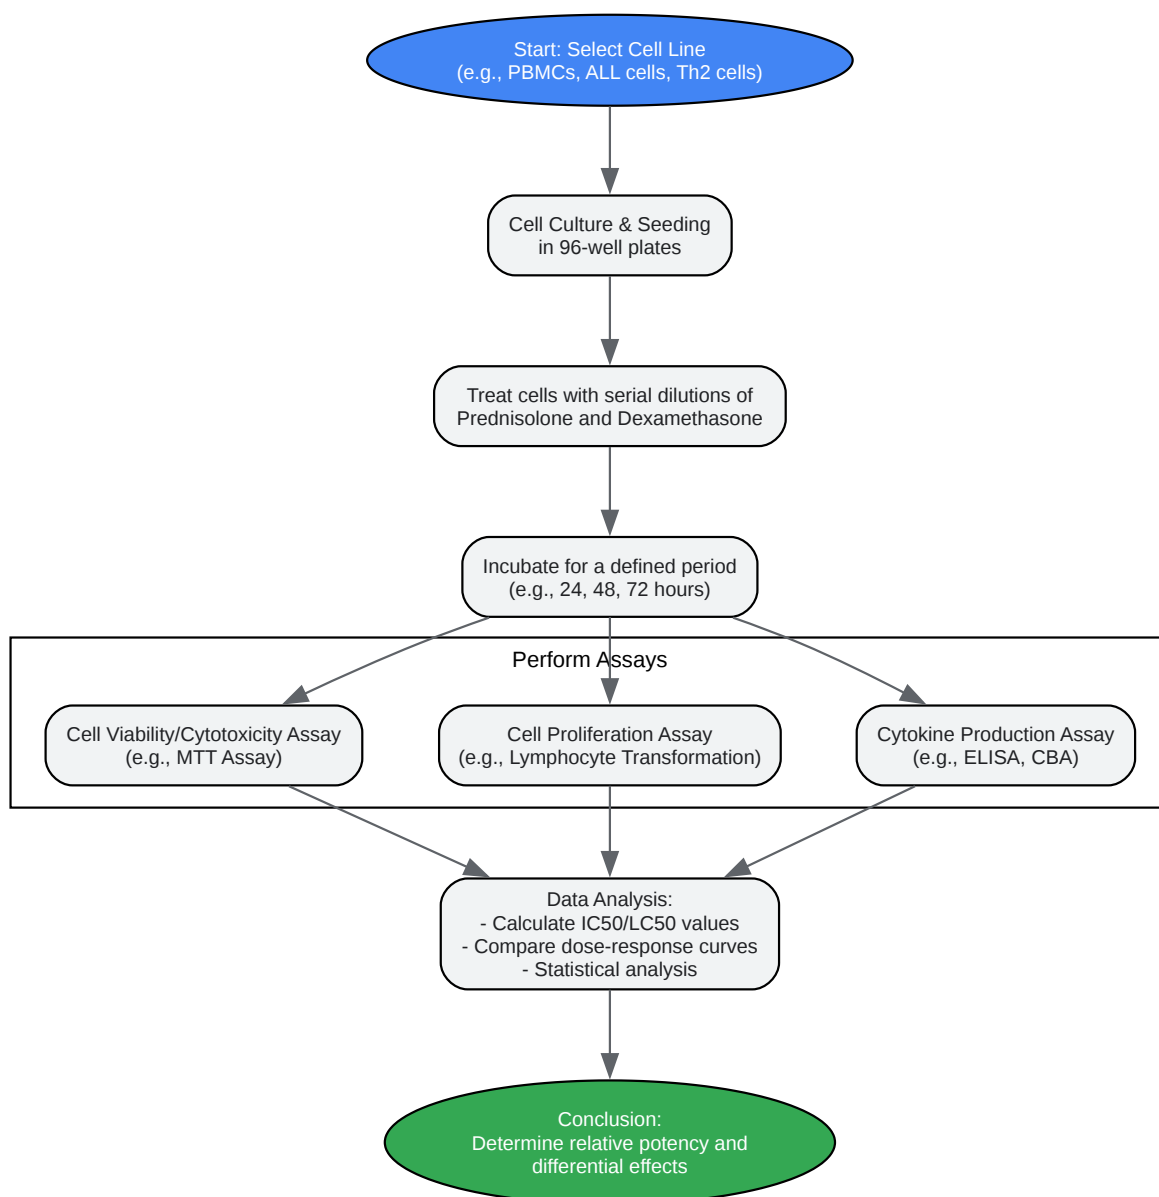 Start: Select Cell Line
(e.g., PBMCs, ALL cells, Th2 cells)
Cell Culture & Seeding
in 96-well plates
Treat cells with serial dilutions of
Prednisolone and Dexamethasone
Incubate for a defined period
(e.g., 24, 48, 72 hours)
Perform Assays
Cell Viability/Cytotoxicity Assay
(e.g., MTT Assay)
Cell Proliferation Assay
(e.g., Lymphocyte Transformation)
Cytokine Production Assay
(e.g., ELISA, CBA)
Data Analysis:
- Calculate IC50/LC50 values
- Compare dose-response curves
- Statistical analysis
Conclusion:
Determine relative potency and
differential effects